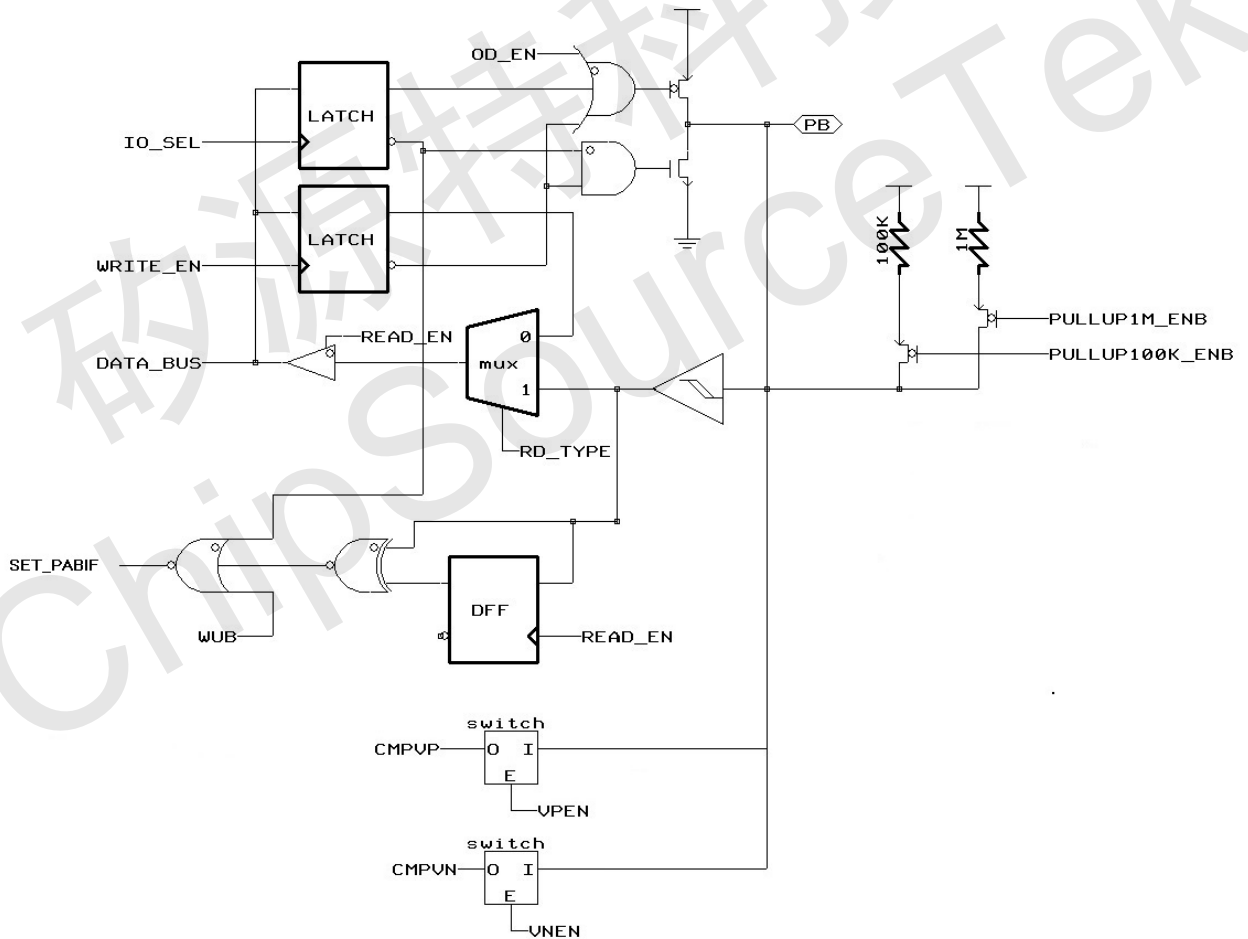 矽源特科技
ChipSourceTek
OD_EN
LATCH
IO_SEL
PB
LATCH
WRITE_EN
100K
1M
READ_EN
0
PULLUP1M_ENB
DATA_BUS
mux
PULLUP100K_ENB
1
RD_TYPE
SET_PABIF
DFF
WUB
READ_EN
switch
CMPVP
O I
E
VPEN
switch
CMPVN
O I
E
VNEN